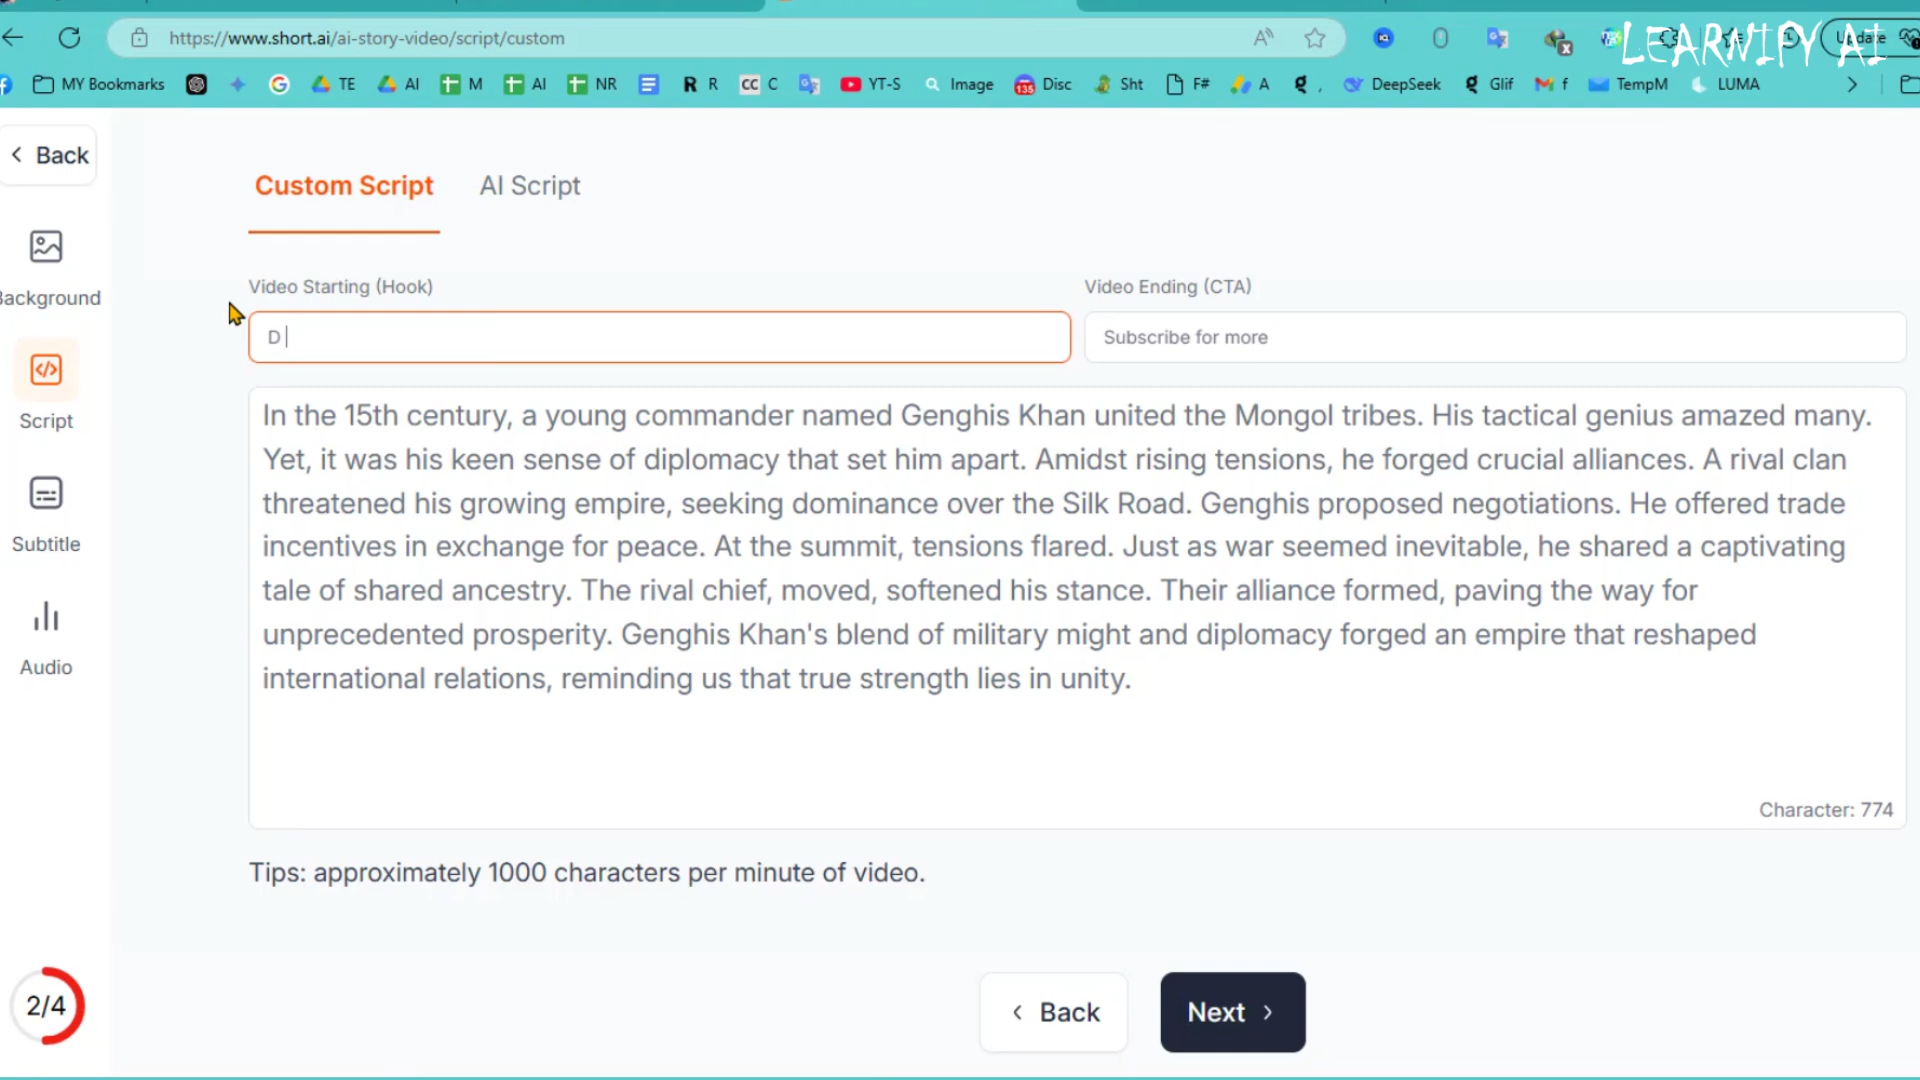 https://www.short.ai/ai-story-video/script/custom
LEARNIFY AI
MY Bookmarks TE AI M AI NR R R CC C YT-S Image 135 Disc Sht F# A DeepSeek Glif f TempM LUMA
Back
Custom Script AI Script
Video Starting (Hook) Video Ending (CTA)
Background
D Subscribe for more
In the 15th century, a young commander named Genghis Khan united the Mongol tribes. His tactical genius amazed many.
Yet, it was his keen sense of diplomacy that set him apart. Amidst rising tensions, he forged crucial alliances. A rival clan
threatened his growing empire, seeking dominance over the Silk Road. Genghis proposed negotiations. He offered trade
incentives in exchange for peace. At the summit, tensions flared. Just as war seemed inevitable, he shared a captivating
tale of shared ancestry. The rival chief, moved, softened his stance. Their alliance formed, paving the way for
unprecedented prosperity. Genghis Khan's blend of military might and diplomacy forged an empire that reshaped
international relations, reminding us that true strength lies in unity.
Script
Subtitle
Audio
Character: 774
Tips: approximately 1000 characters per minute of video.
2/4
Back Next